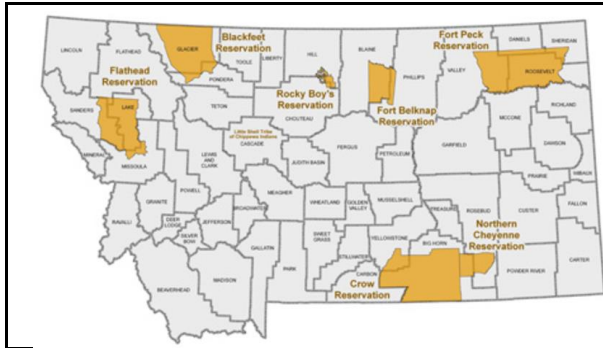 Blackfeet
Reservation
Fort Peck
Reservation
DANIELS
SHERIDAN
LINCOLN
FLATHEAD
GLACIER
TOOLE
LIBERTY
HILL
BLAINE
PHILLIPS
VALLEY
ROOSEVELT
Flathead
Reservation
PONDERA
Rocky Boy's
Reservation
Fort Belknap
Reservation
RICHLAND
SANDERS
LAKE
TETON
CHOUTEAU
MCCONE
Little Shell Tribe
of Chippewa Indians
CASCADE
LEWIS
AND
CLARK
JUDITH BASIN
FERGUS
PETROLEUM
GARFIELD
DAWSON
MINERAL
MISSOULA
PRAIRIE
WIBAUX
POWELL
MEAGHER
WHEATLAND
GOLDEN
VALLEY
MUSSELSHELL
TREASURE
ROSEBUD
CUSTER
FALLON
RAVALLI
GRANITE
DEER
LODGE
SILVER
BOW
JEFFERSON
BROADWATER
Northern
Cheyenne
Reservation
GALLATIN
PARK
SWEET
GRASS
STILLWATER
YELLOWSTONE
BIG HORN
CARBON
POWDER RIVER
CARTER
BEAVERHEAD
MADISON
Crow
Reservation